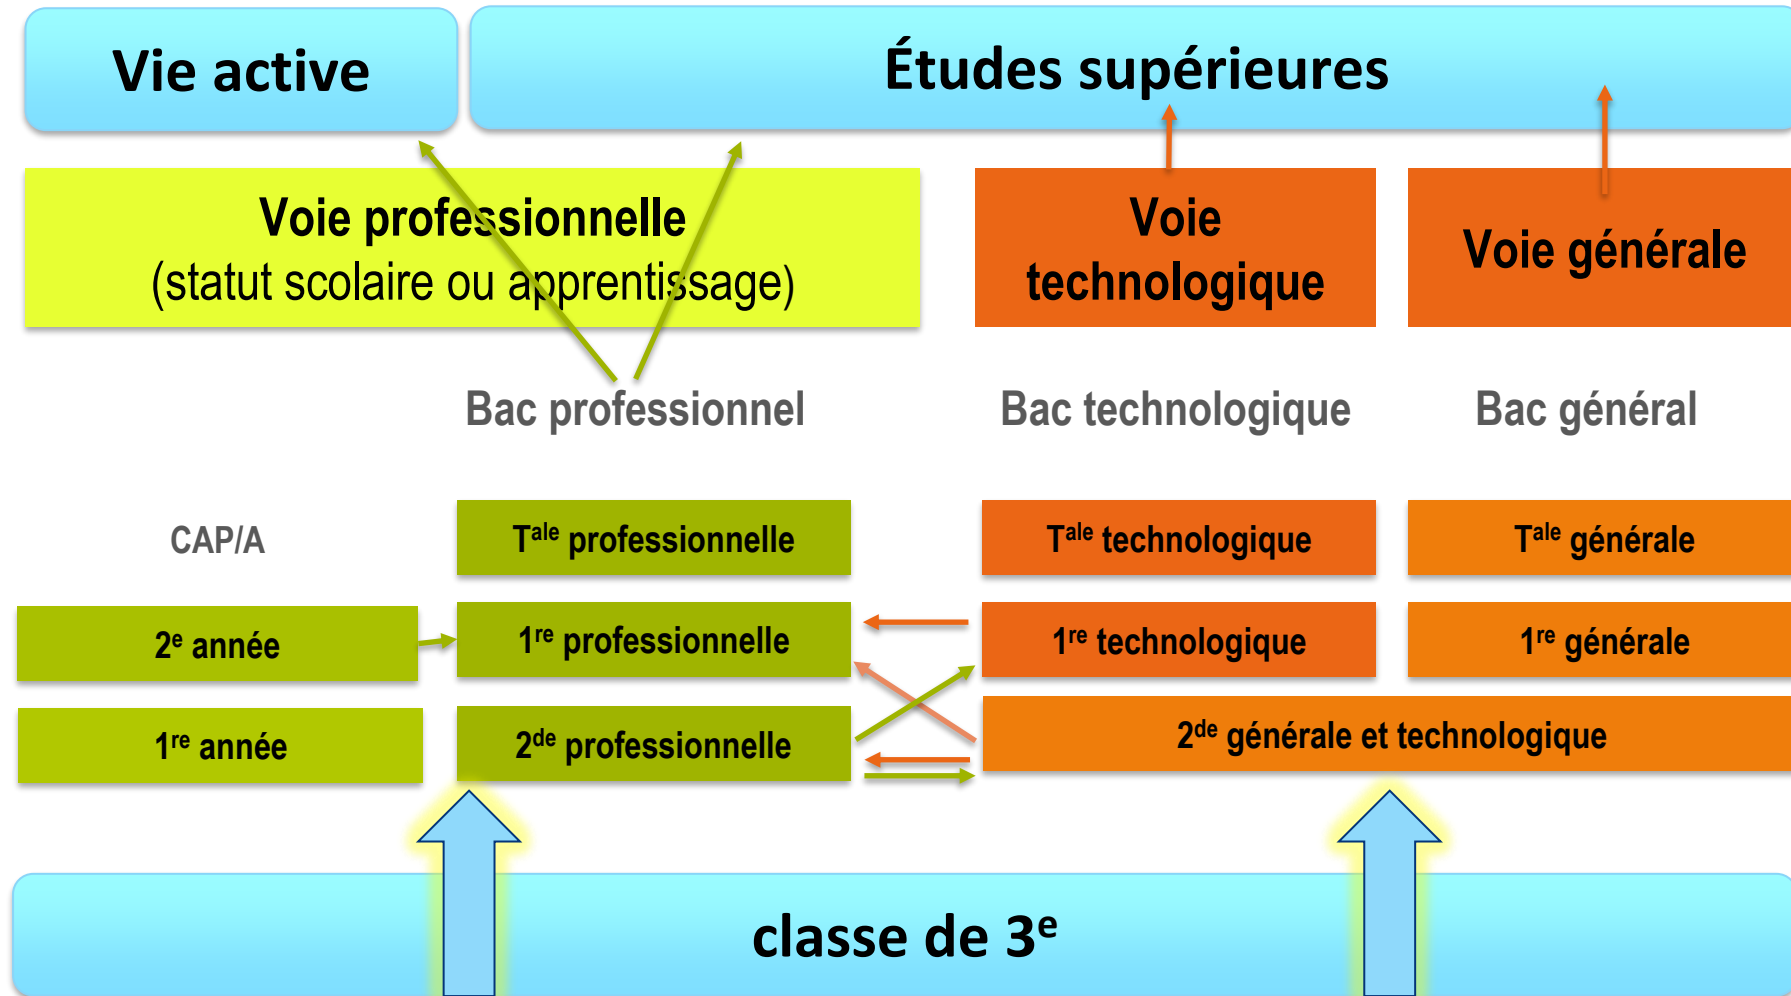 Vie active
Études supérieures
Voie professionnelle
(statut scolaire ou apprentissage)
Voie
technologique
Voie générale
Bac professionnel
Bac technologique
Bac général
CAP/A
Tale professionnelle
Tale technologique
Tale générale
2e année
1re professionnelle
1re technologique
1re générale
1re année
2de professionnelle
2de générale et technologique
classe de 3e